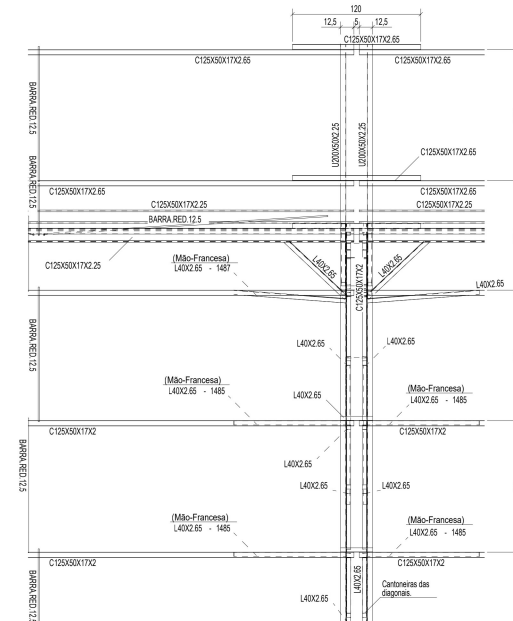 120
12,5 5 12,5
C125X50X17X2.65
C125X50X17X2.65
C125X50X17X2.65
BARRA.RED.12.5
U200X50X2.25
U200X50X2.25
C125X50X17X2.65
BARRA.RED.12.5
C125X50X17X2.65
C125X50X17X2.65
C125X50X17X2.25
C125X50X17X2.25
BARRA.RED.12.5
C125X50X17X2.25
(Mão-Francesa)
L40X2.65 - 1487
L40X2.65
L40X2.65
C125X50X17X2
L40X2.65
BARRA.RED.12.5
L40X2.65
L40X2.65
(Mão-Francesa)
L40X2.65 - 1485
L40X2.65
(Mão-Francesa)
L40X2.65 - 1485
C125X50X17X2
C125X50X17X2
BARRA.RED.12.5
L40X2.65
L40X2.65
L40X2.65
(Mão-Francesa)
L40X2.65 - 1485
(Mão-Francesa)
L40X2.65 - 1485
C125X50X17X2
C125X50X17X2
BARRA.RED.12.5
L40X2.65
L40X2.65
Cantoneiras das
diagonais.